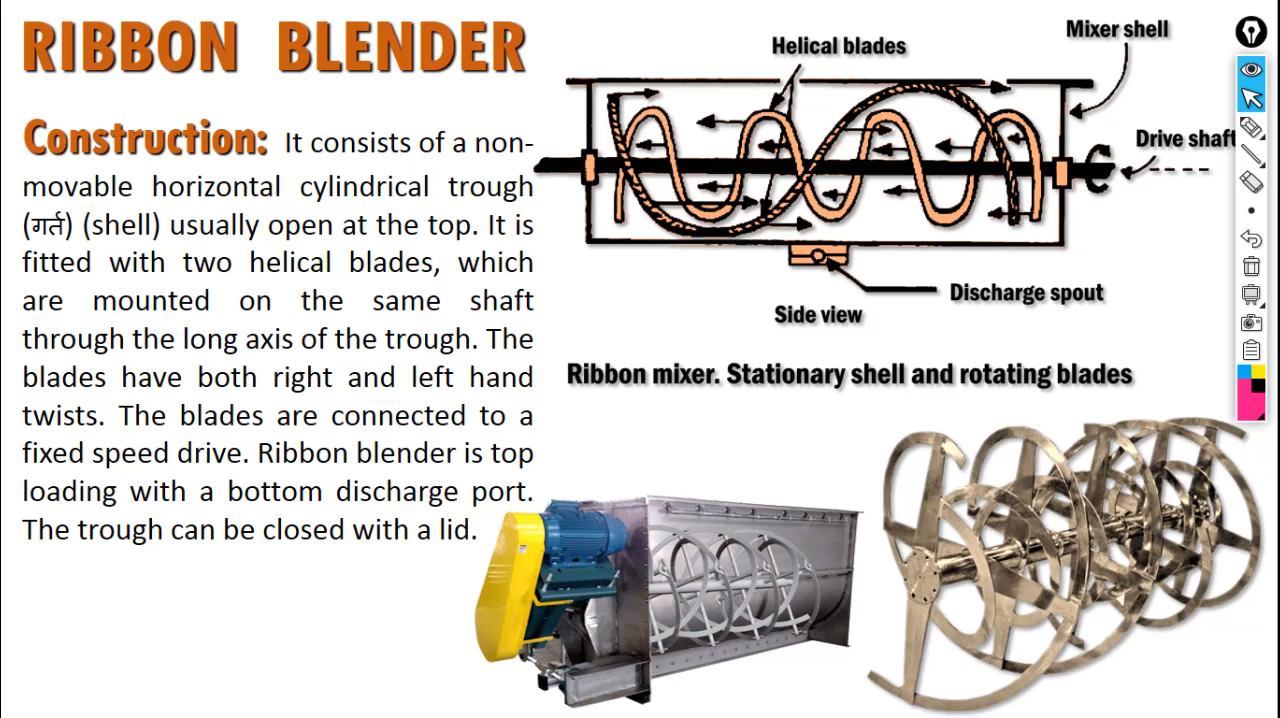 RIBBON BLENDER
Construction: It consists of a non-
movable horizontal cylindrical trough
(गर्त) (shell) usually open at the top. It is
fitted with two helical blades, which
are mounted on the same shaft
through the long axis of the trough. The
blades have both right and left hand
twists. The blades are connected to a
fixed speed drive. Ribbon blender is top
loading with a bottom discharge port.
The trough can be closed with a lid.
Helical blades
Mixer shell
Drive shaft
Discharge spout
Side view
Ribbon mixer. Stationary shell and rotating blades